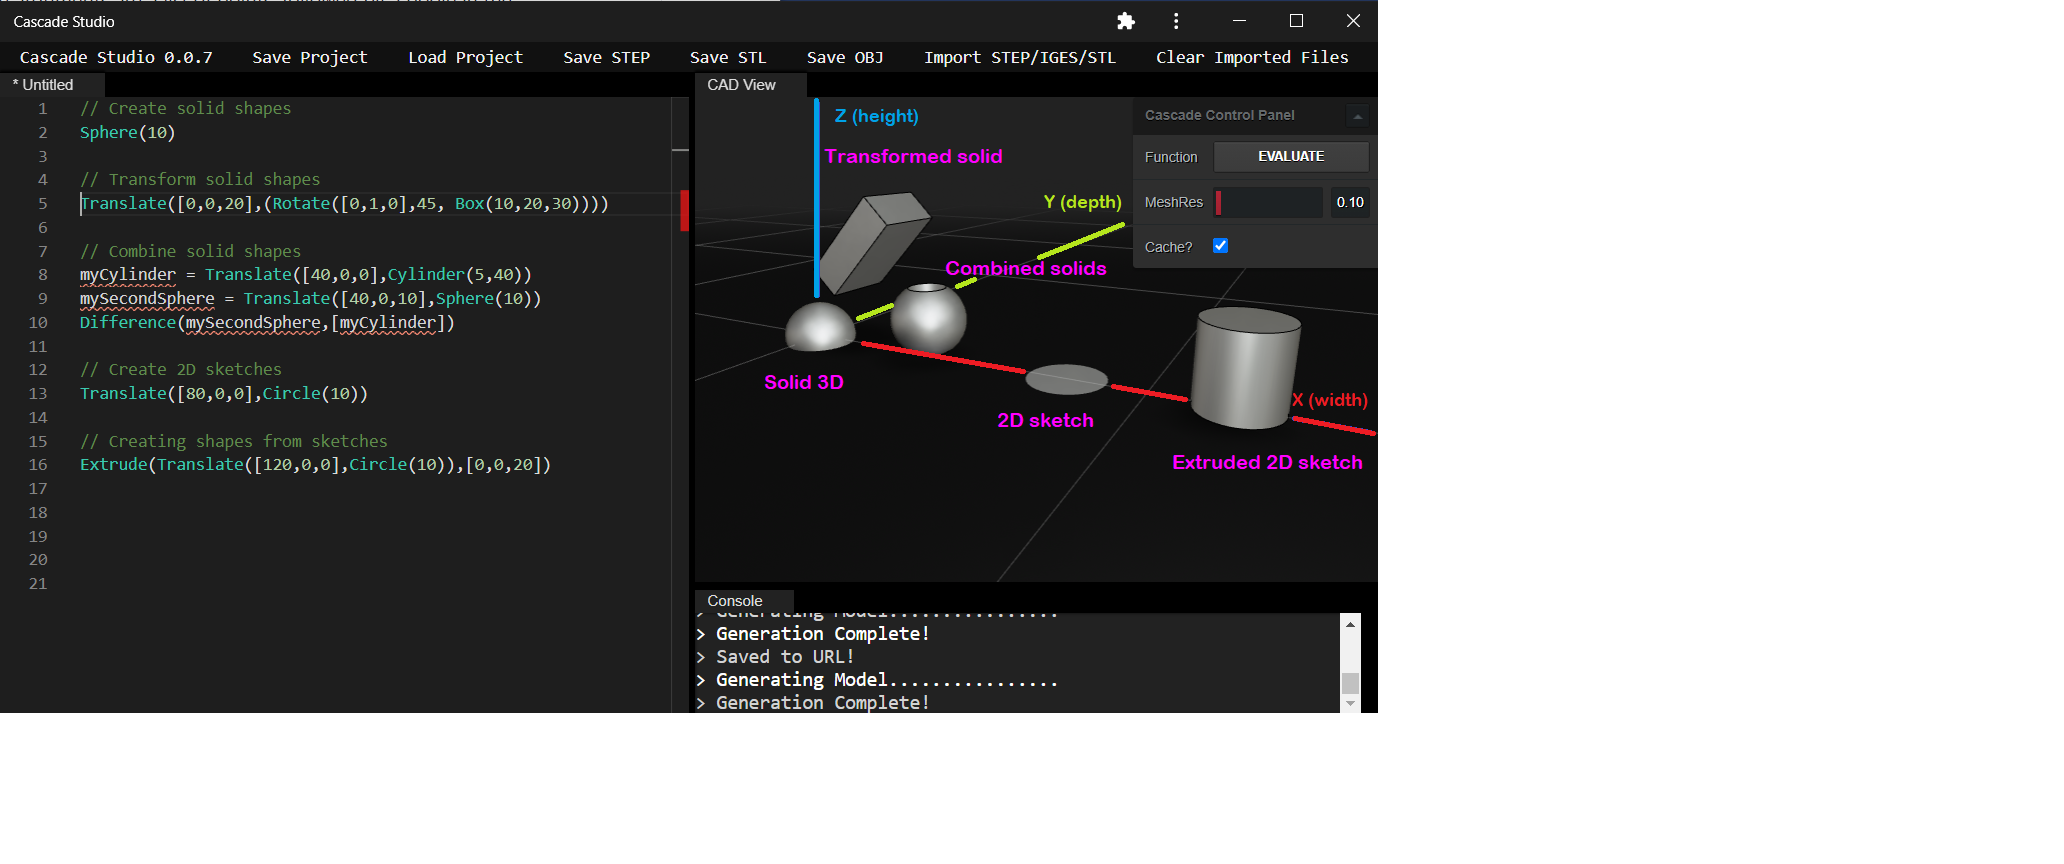 Cascade Studio
Cascade Studio 0.0.7 Save Project Load Project Save STEP Save STL Save OBJ Import STEP/IGES/STL Clear Imported Files
* Untitled
1 // Create solid shapes
2 Sphere(10)
3
4 // Transform solid shapes
5 Translate([0,0,20],(Rotate([0,1,0],45, Box(10,20,30))))
6
7 // Combine solid shapes
8 myCylinder = Translate([40,0,0],Cylinder(5,40))
9 mySecondSphere = Translate([40,0,10],Sphere(10))
10 Difference(mySecondSphere,[myCylinder])
11
12 // Create 2D sketches
13 Translate([80,0,0],Circle(10))
14
15 // Creating shapes from sketches
16 Extrude(Translate([120,0,0],Circle(10)),[0,0,20])
17
18
19
20
21
CAD View
Z (height)
Transformed solid
Y (depth)
Combined solids
Solid 3D
2D sketch
X (width)
Extruded 2D sketch
Cascade Control Panel
Function EVALUATE
MeshRes 0.10
Cache?
Console
> Generating Model................
> Generation Complete!
> Saved to URL!
> Generating Model................
> Generation Complete!